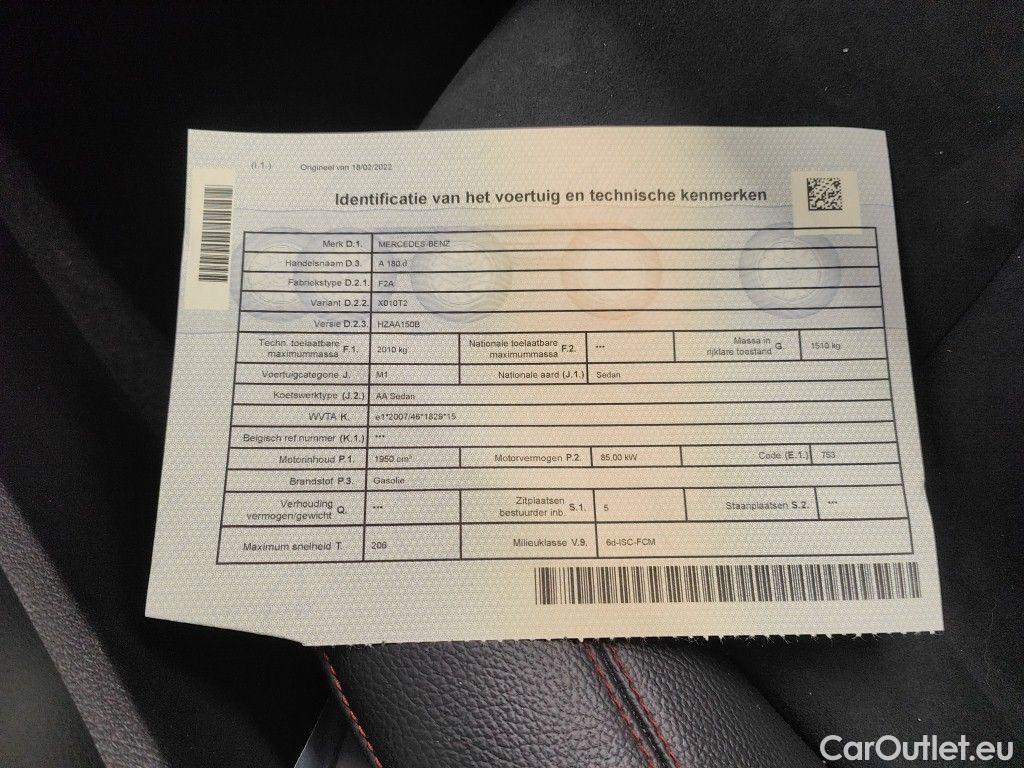 (I.1.) Origineel van 18/02/2022
Identificatie van het voertuig en technische kenmerken
Merk D.1. MERCEDES-BENZ
Handelsnaam D.3. A 180 d
Fabriekstype D.2.1. F2A
Variant D.2.2. X010T2
Versie D.2.3. HZAA150B
Techn. toelaatbare maximummassa F.1. 2010 kg Nationale toelaatbare maximummassa F.2. *** Massa in rijklare toestand G. 1510 kg
Voertuigcategorie J. M1 Nationale aard (J.1.) Sedan
Koetswerktype (J.2.) AA Sedan
WVTA K. e1*2007/46*1829*15
Belgisch ref.nummer (K.1.) ***
Motorinhoud P.1. 1950 cm³ Motorvermogen P.2. 85,00 kW Code (E.1.) 753
Brandstof P.3. Gasolie
Verhouding vermogen/gewicht Q. *** Zitplaatsen bestuurder inb. S.1. 5 Staanplaatsen S.2. ***
Maximum snelheid T. 206 Milieuklasse V.9. 6d-ISC-FCM
CarOutlet.eu